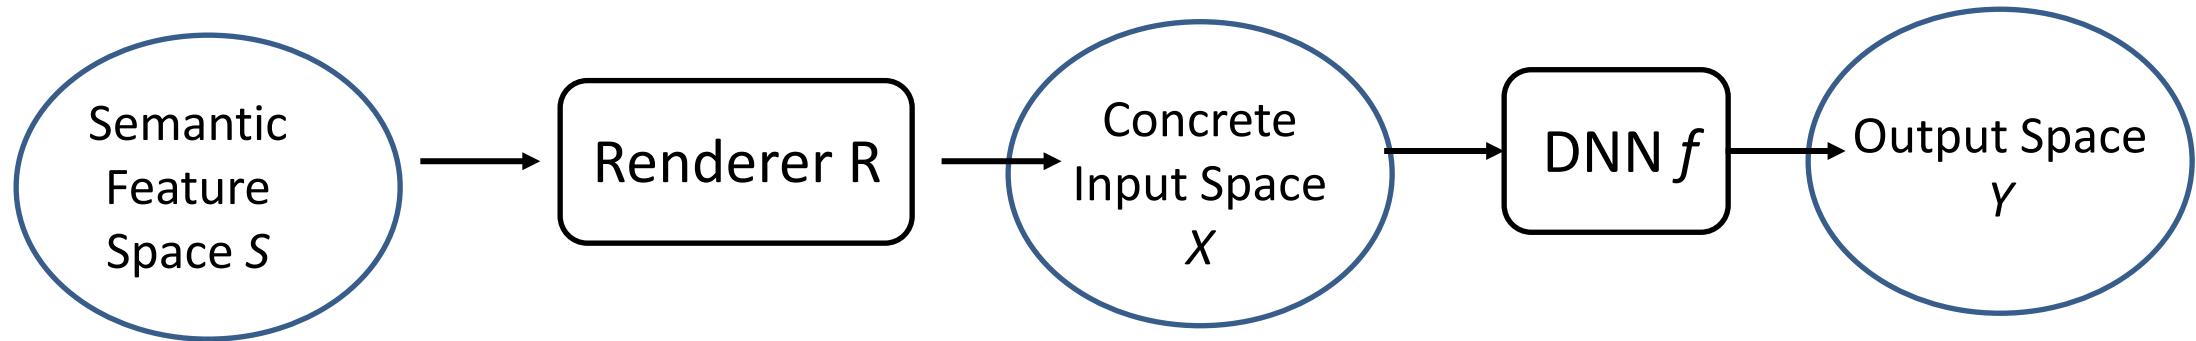 Semantic
Feature
Space S
Renderer R
Concrete
Input Space
X
DNN f
Output Space
Y